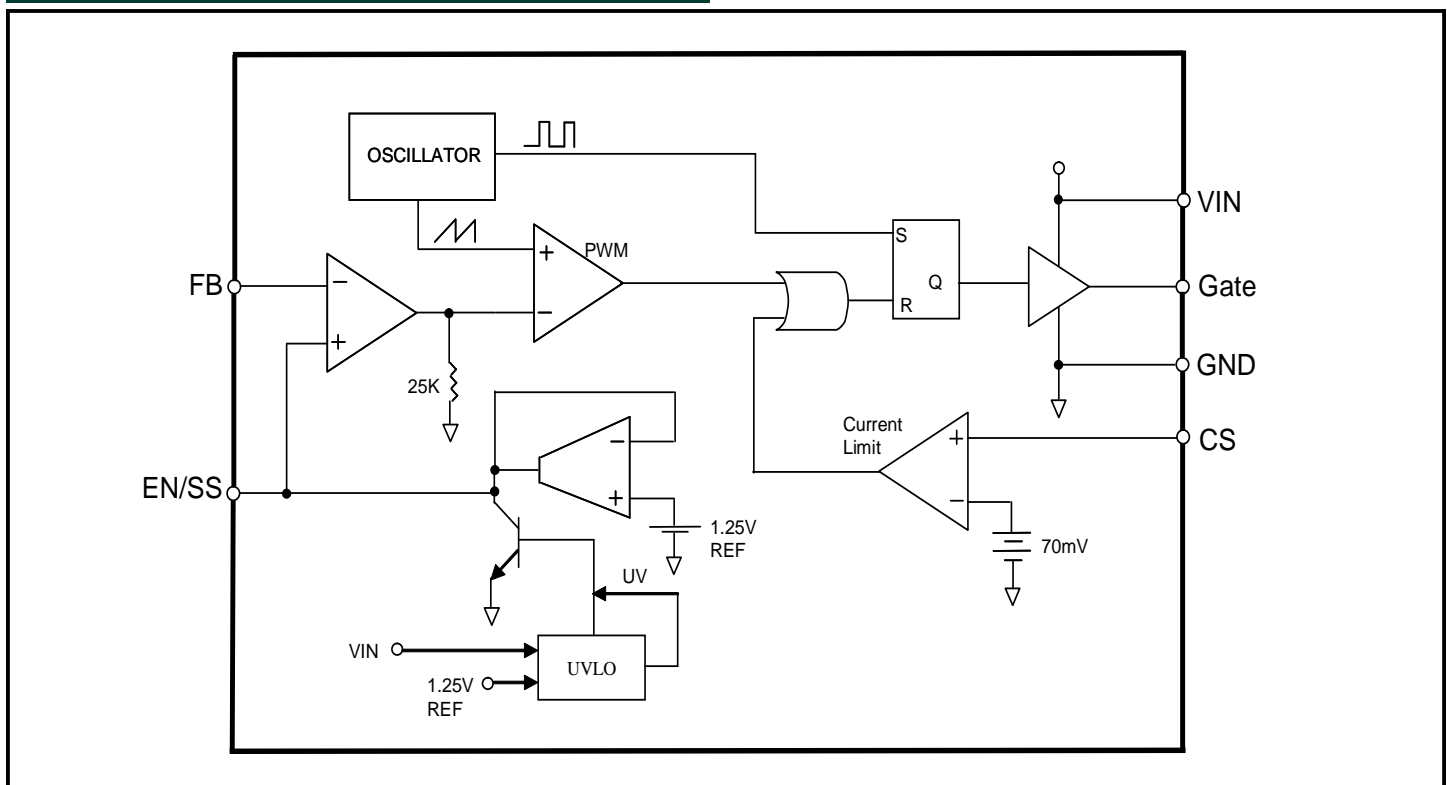 OSCILLATOR
VIN
S
+
PWM
FB
−
Q
Gate
R
−
+
GND
25K
Current
Limit
+
CS
−
EN/SS
+
−
1.25V
REF
70mV
UV
VIN
UVLO
1.25V
REF